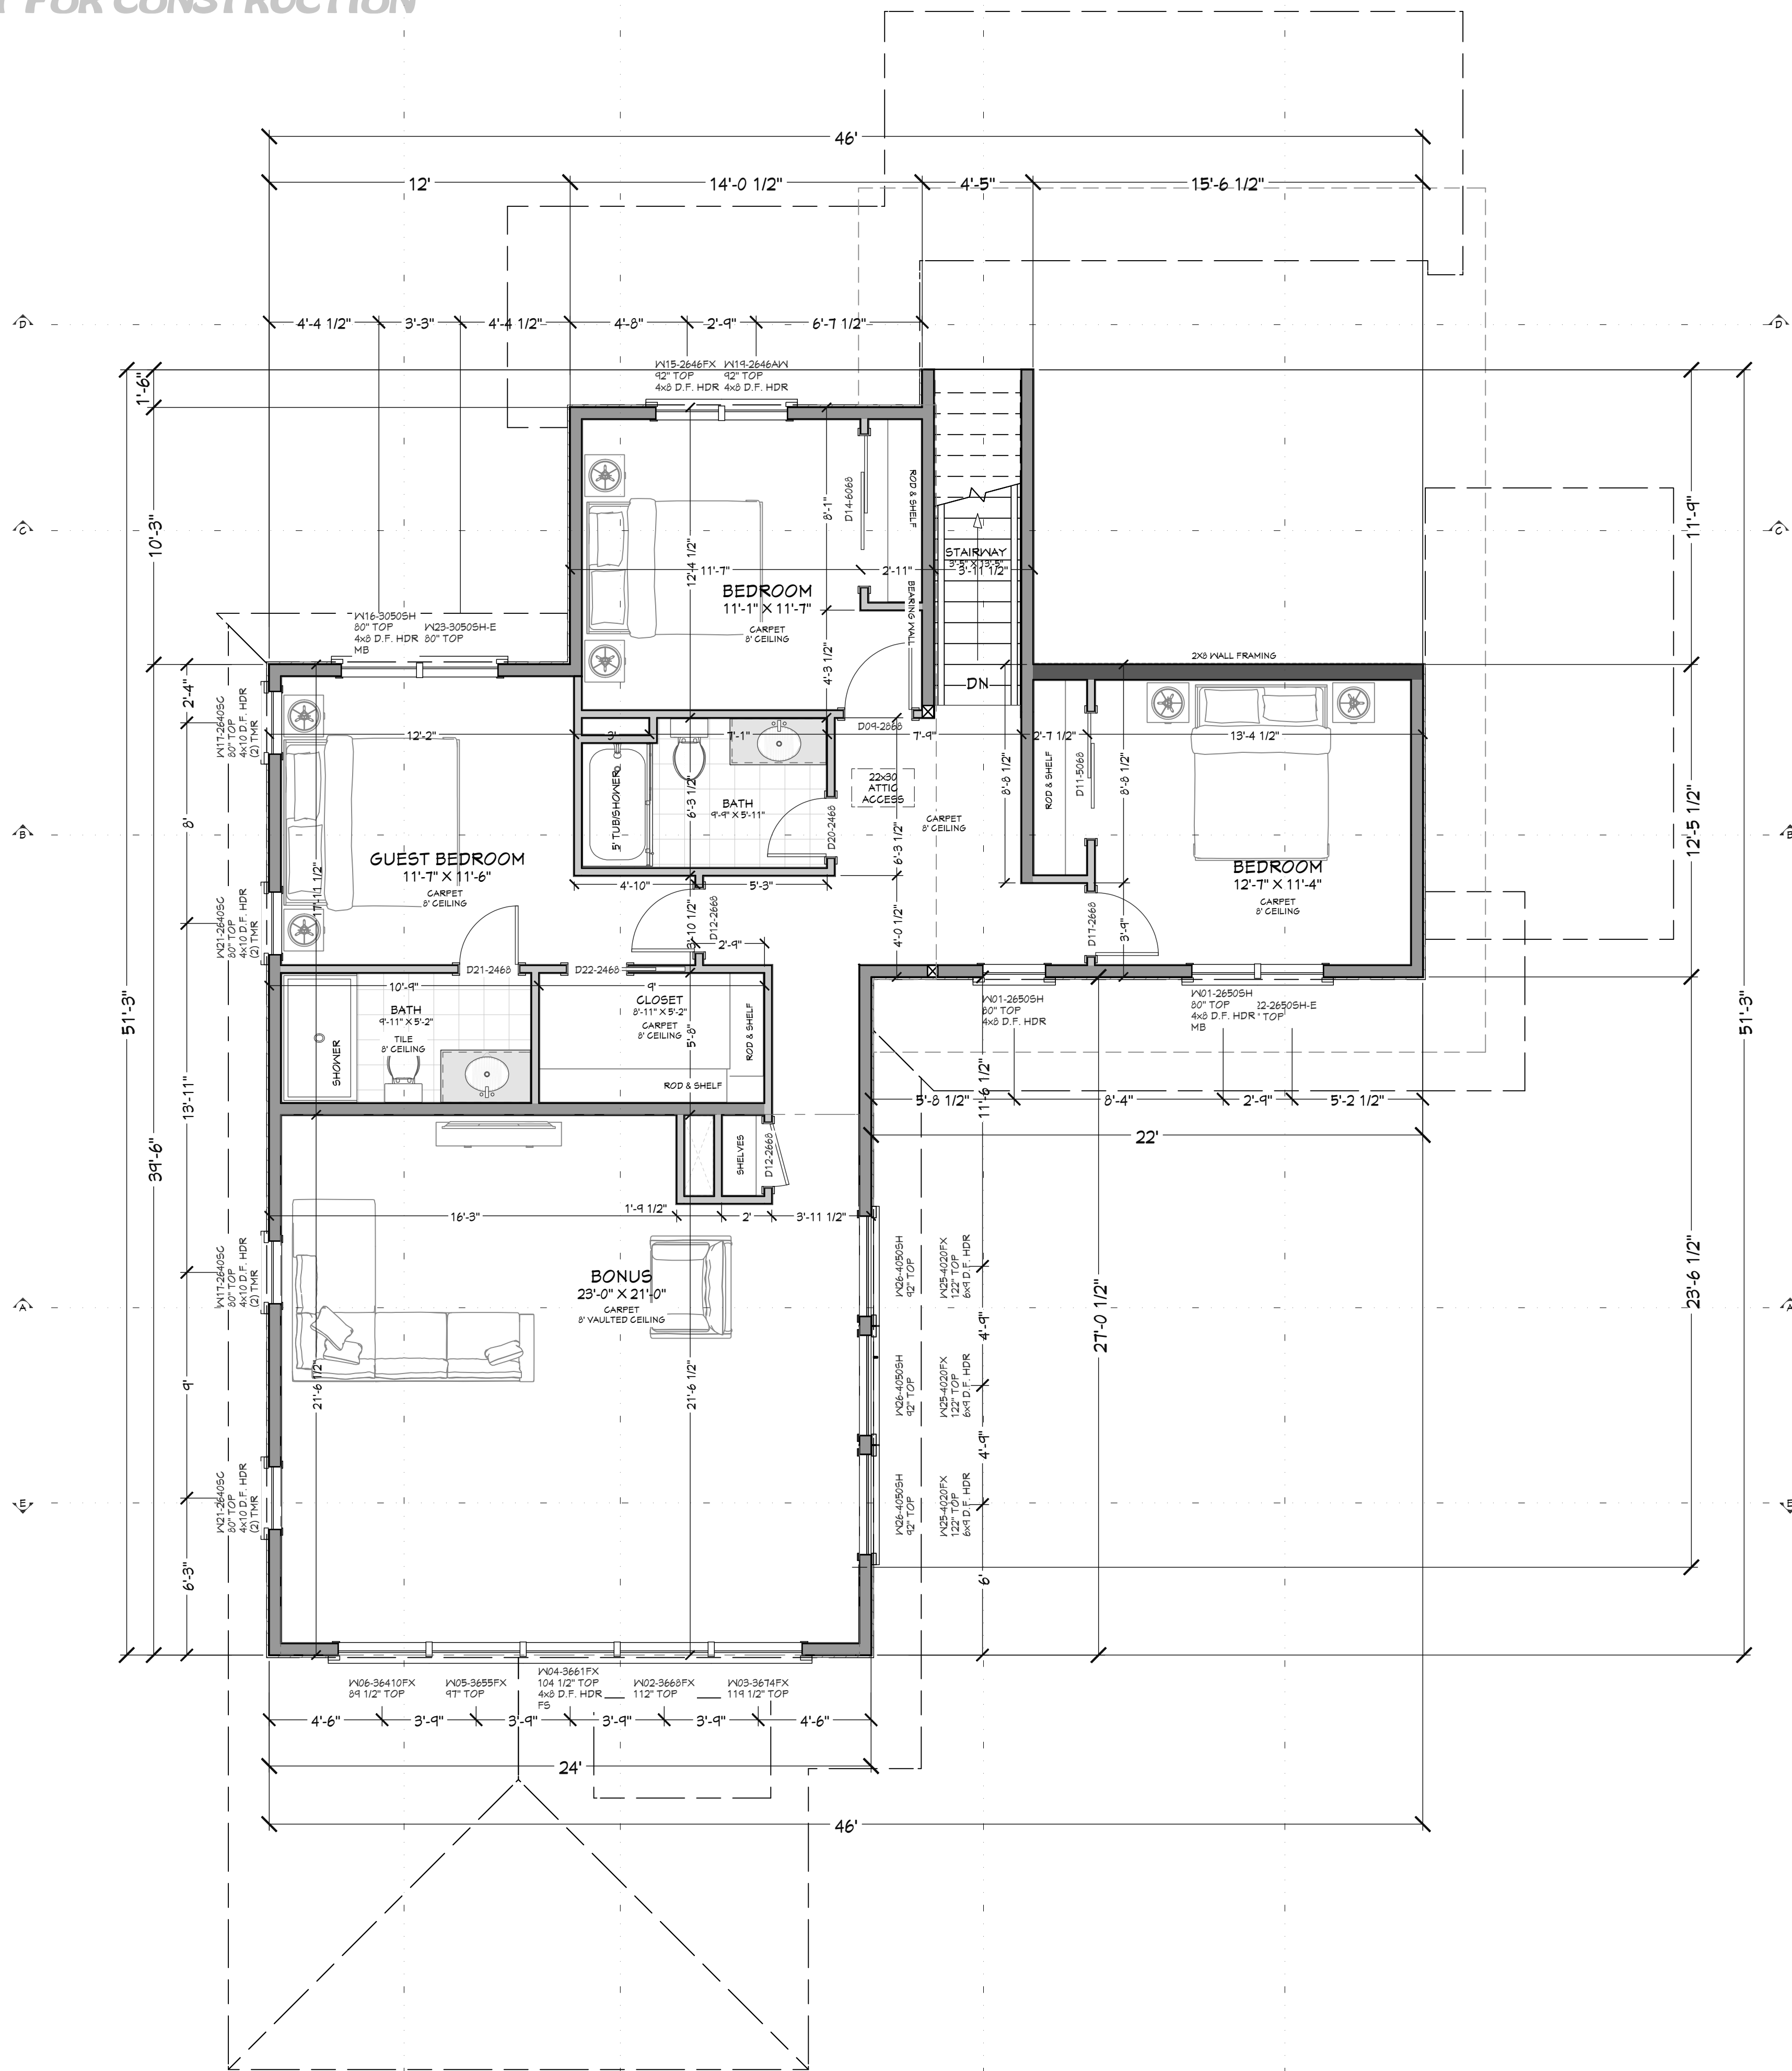 FOR CONSTRUCTION
46'
12'
14'-0 1/2"
4'-5"
15'-6 1/2"
4'-4 1/2"
3'-3"
4'-4 1/2"
4'-8"
2'-9"
6'-7 1/2"
D
D
W15-2646FX
92" TOP
4x8 D.F. HDR
W19-2646AW
92" TOP
4x8 D.F. HDR
1'-6"
10'-3"
C
C
D14-6068
ROD & SHELF
8'-1"
12'-4 1/2"
11'-7"
2'-11"
STAIRWAY
3'-5" X 13'-5"
3'-11 1/2"
BEDROOM
11'-1" X 11'-7"
CARPET
8' CEILING
BEARING WALL
4'-3 1/2"
11'-9"
W16-3050SH
80" TOP
4x8 D.F. HDR
MB
W23-3050SH-E
80" TOP
2X8 WALL FRAMING
DN
2'-4"
W17-2640SC
80" TOP
4x10 D.F. HDR
(2) TMR
12'-2"
3'
7'-1"
D09-2868
7'-9"
2'-7 1/2"
13'-4 1/2"
8'
5' TUB/SHOWER
6'-3 1/2"
BATH
9'-9" X 5'-11"
22x30
ATTIC
ACCESS
8'-8 1/2"
ROD & SHELF
D11-5068
8'-8 1/2"
B
B
D20-2468
6'-3 1/2"
CARPET
8' CEILING
12'-5 1/2"
GUEST BEDROOM
11'-7" X 11'-6"
CARPET
8' CEILING
17'-11 1/2"
BEDROOM
12'-7" X 11'-4"
CARPET
8' CEILING
4'-10"
5'-3"
W21-2640SC
80" TOP
4x10 D.F. HDR
(2) TMR
D12-2668
3'-10 1/2"
2'-9"
4'-0 1/2"
D17-2668
3'-9"
D21-2468
D22-2468
10'-9"
9'
BATH
9'-11" X 5'-2"
TILE
8' CEILING
SHOWER
CLOSET
8'-11" X 5'-2"
CARPET
8' CEILING
5'-8"
ROD & SHELF
ROD & SHELF
W01-2650SH
80" TOP
4x8 D.F. HDR
W01-2650SH
80" TOP
4x8 D.F. HDR
MB
22-2650SH-E
' TOP
51'-3"
51'-3"
39'-6"
13'-11"
11'-6 1/2"
5'-8 1/2"
8'-4"
2'-9"
5'-2 1/2"
22'
SHELVES
D12-2668
16'-3"
1'-9 1/2"
2'
3'-11 1/2"
W17-2640SC
80" TOP
4x10 D.F. HDR
(2) TMR
BONUS
23'-0" X 21'-0"
CARPET
8' VAULTED CEILING
W26-4050SH
92" TOP
W25-4020FX
122" TOP
6x9 D.F. HDR
A
A
4'-9"
27'-0 1/2"
23'-6 1/2"
9'
21'-6 1/2"
21'-6 1/2"
W26-4050SH
92" TOP
W25-4020FX
122" TOP
6x9 D.F. HDR
4'-9"
W21-2640SC
80" TOP
4x10 D.F. HDR
(2) TMR
W26-4050SH
92" TOP
W25-4020FX
122" TOP
6x9 D.F. HDR
E
E
6'-3"
6'
W06-36410FX
89 1/2" TOP
W05-3655FX
97" TOP
W04-3661FX
104 1/2" TOP
4x8 D.F. HDR
FS
W02-3668FX
112" TOP
W03-3674FX
119 1/2" TOP
4'-6"
3'-9"
3'-9"
3'-9"
3'-9"
4'-6"
24'
46'